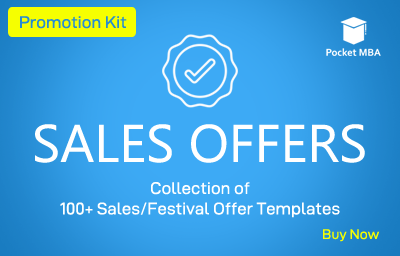 Promotion Kit
Pocket MBA
SALES OFFERS
Collection of
100+ Sales/Festival Offer Templates
Buy Now